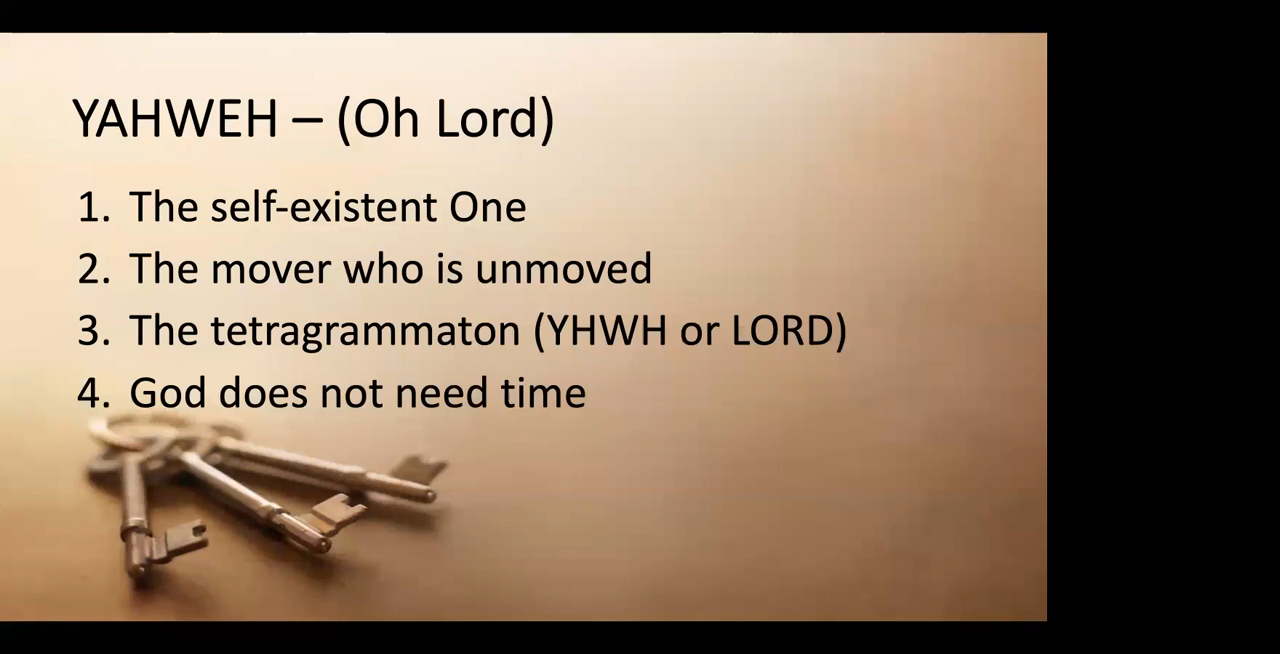 YAHWEH – (Oh Lord)
1. The self-existent One
2. The mover who is unmoved
3. The tetragrammaton (YHWH or LORD)
4. God does not need time